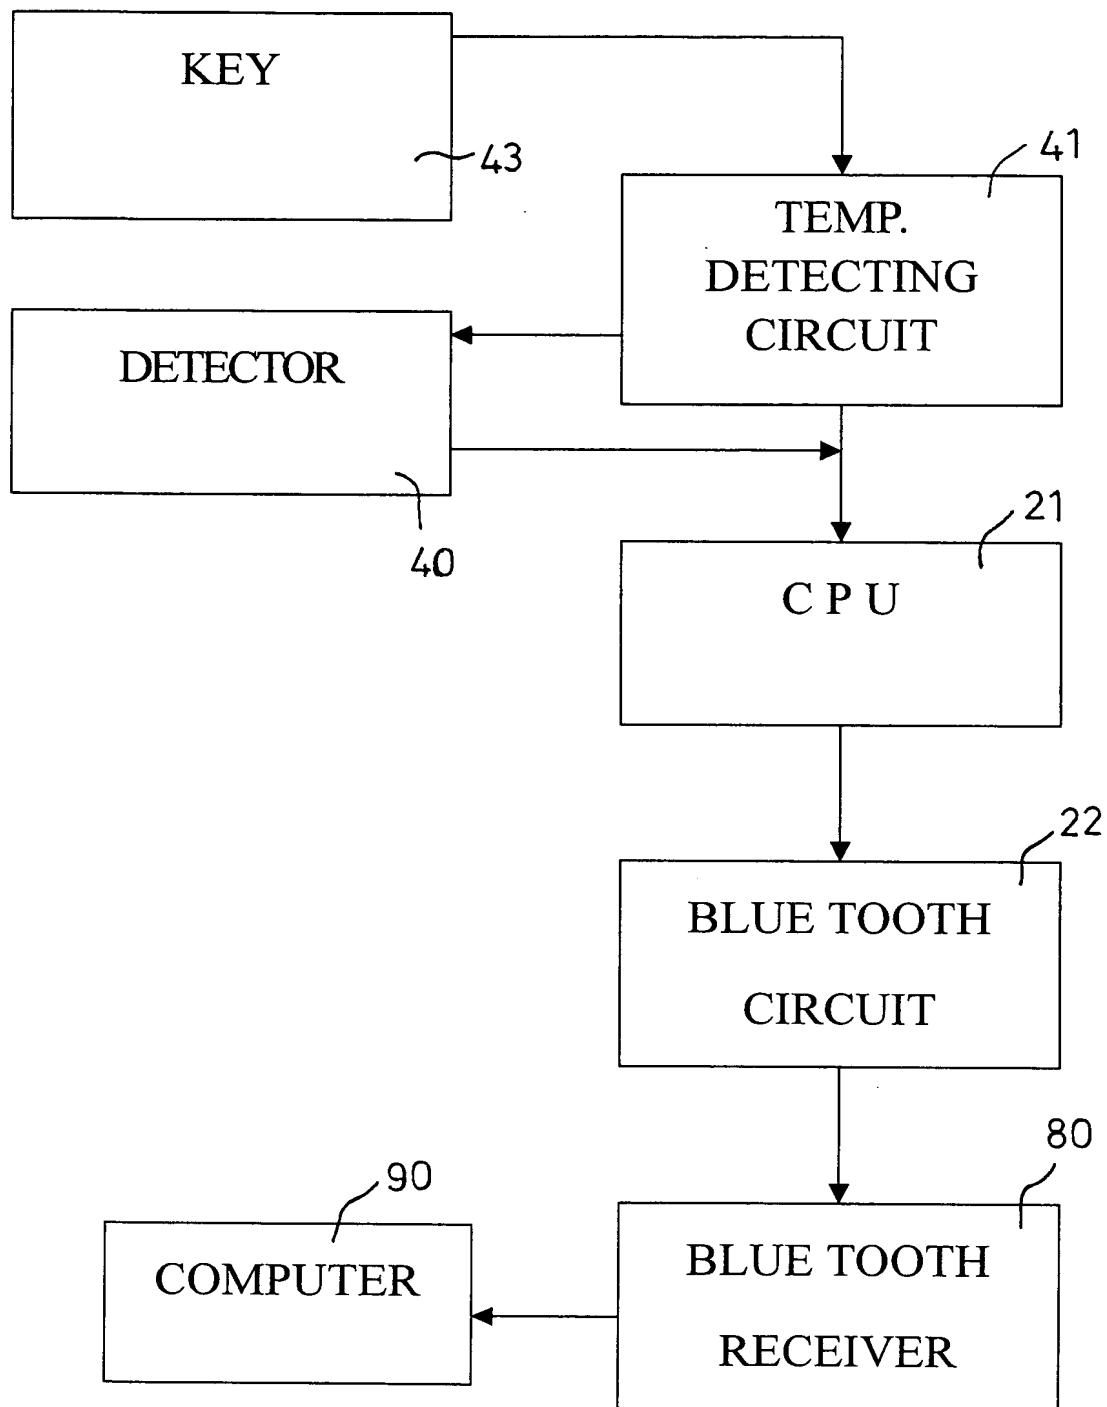 KEY
43
41
TEMP.
DETECTING
CIRCUIT
DETECTOR
40
21
C P U
22
BLUE TOOTH
CIRCUIT
80
BLUE TOOTH
RECEIVER
90
COMPUTER